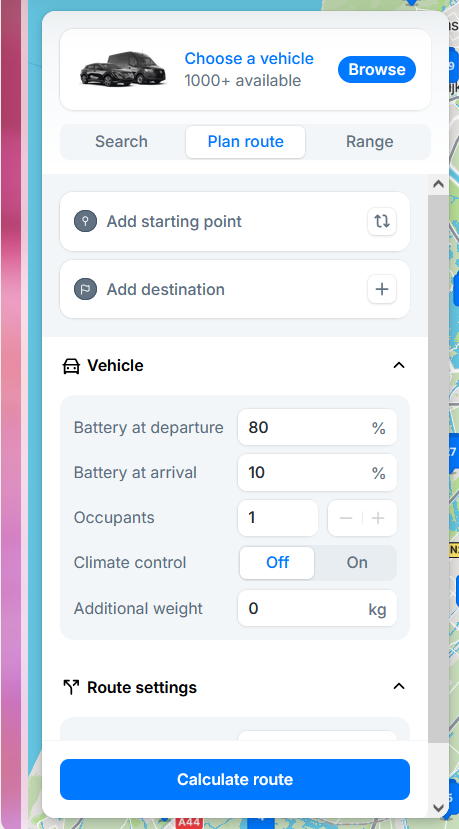 Choose a vehicle
1000+ available
Browse
Search
Plan route
Range
Add starting point
Add destination
Vehicle
Battery at departure 80 %
Battery at arrival 10 %
Occupants 1
Climate control Off On
Additional weight 0 kg
Route settings
Calculate route
A44